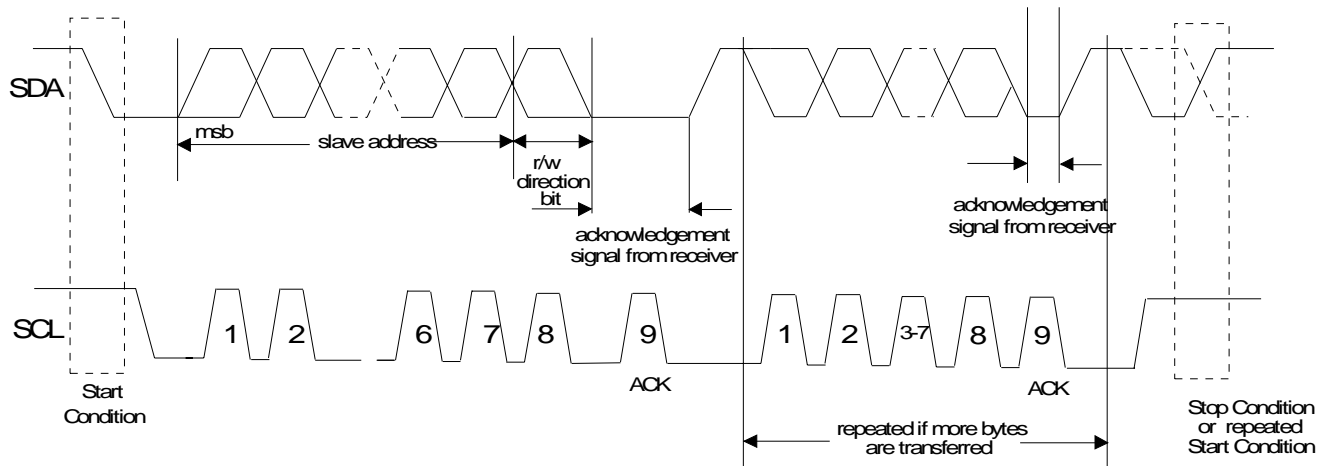 SDA
msb
slave address
r/w
direction
bit
acknowledgement
signal from receiver
acknowledgement
signal from receiver
SCL
1
2
6
7
8
9
1
2
3-7
8
9
ACK
ACK
Start
Condition
repeated if more bytes
are transferred
Stop Condition
or repeated
Start Condition